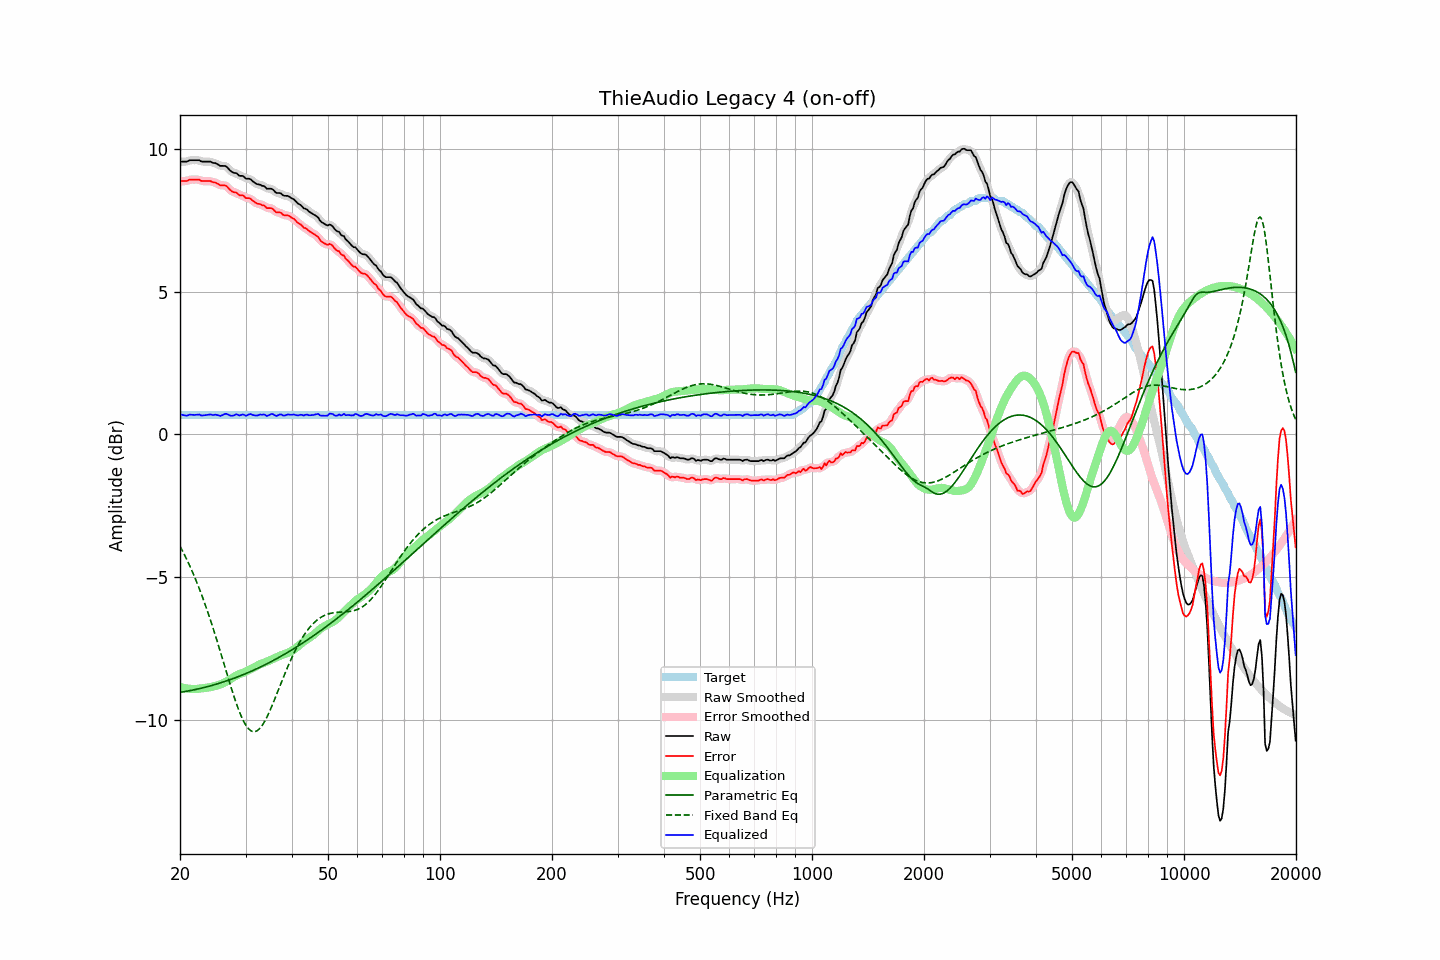 ThieAudio Legacy 4 (on-off)
10
5
0
−5
−10
Amplitude (dBr)
Target
Raw Smoothed
Error Smoothed
Raw
Error
Equalization
Parametric Eq
Fixed Band Eq
Equalized
20 50 100 200 500 1000 2000 5000 10000 20000
Frequency (Hz)